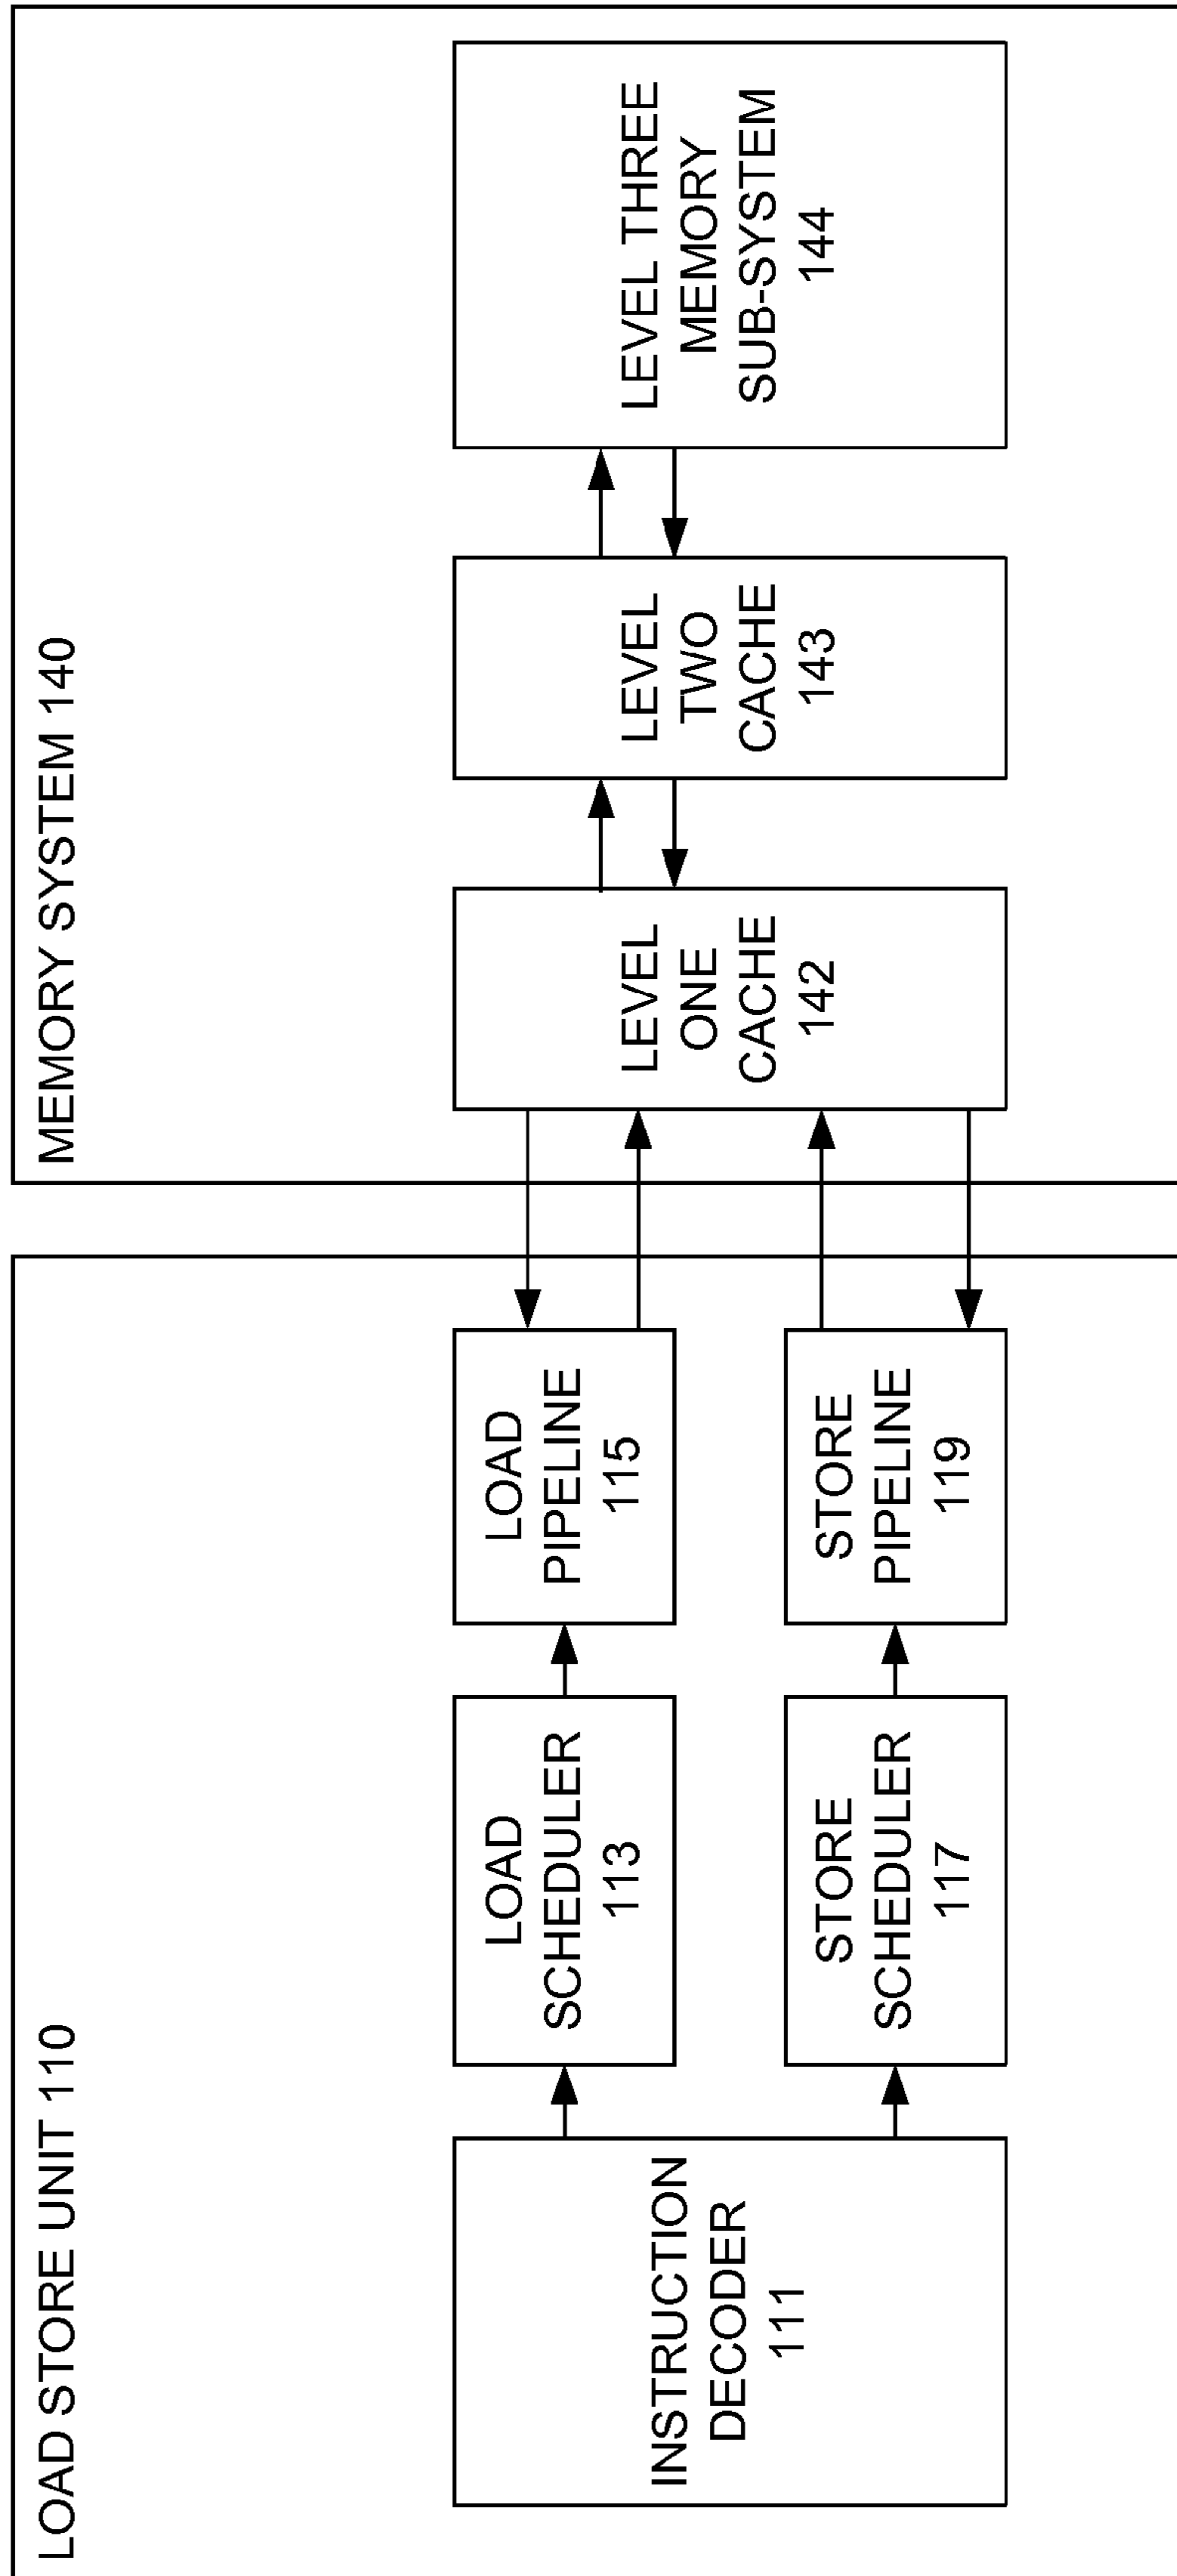 LOAD STORE UNIT 110
INSTRUCTION
DECODER
111
LOAD
SCHEDULER
113
LOAD
PIPELINE
115
STORE
SCHEDULER
117
STORE
PIPELINE
119
MEMORY SYSTEM 140
LEVEL
ONE
CACHE
142
LEVEL
TWO
CACHE
143
LEVEL THREE
MEMORY
SUB-SYSTEM
144